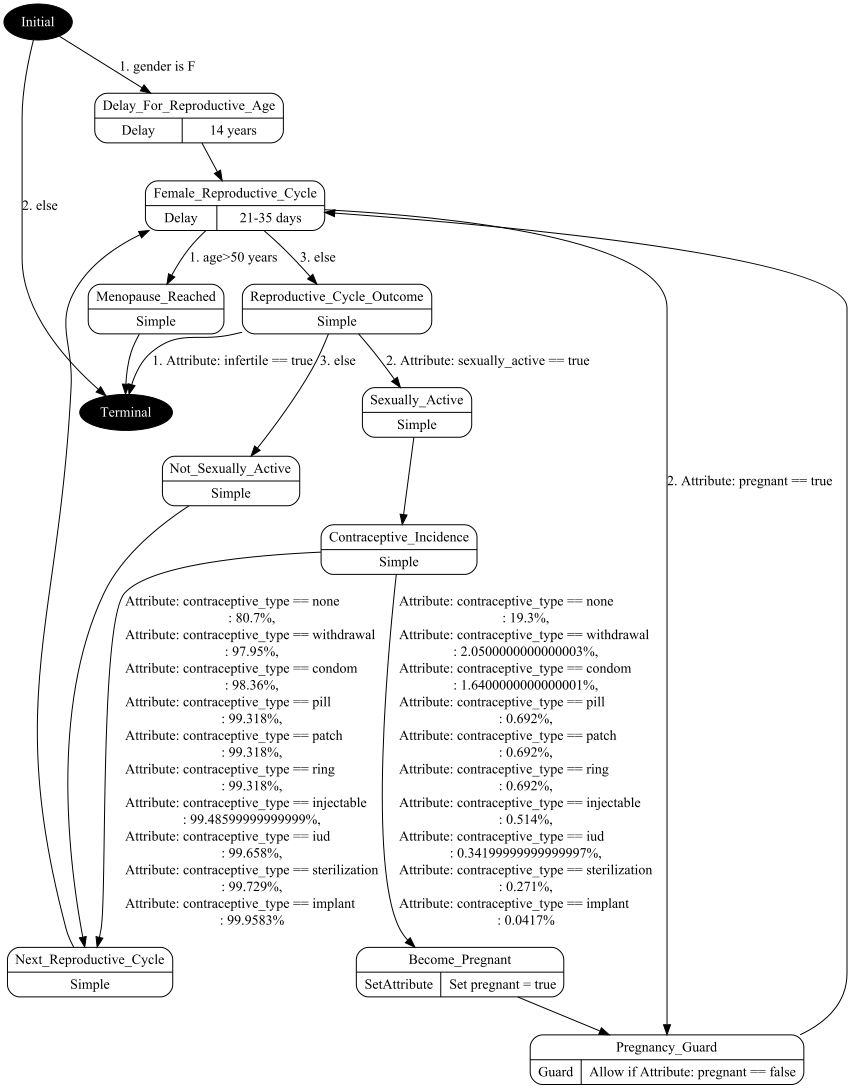 Initial
1. gender is F
Delay_For_Reproductive_Age
Delay
14 years
2. else
Female_Reproductive_Cycle
Delay
21-35 days
1. age>50 years
3. else
Menopause_Reached
Simple
Reproductive_Cycle_Outcome
Simple
1. Attribute: infertile == true
3. else
2. Attribute: sexually_active == true
Terminal
Sexually_Active
Simple
Not_Sexually_Active
Simple
2. Attribute: pregnant == true
Contraceptive_Incidence
Simple
Attribute: contraceptive_type == none
: 80.7%,
Attribute: contraceptive_type == withdrawal
: 97.95%,
Attribute: contraceptive_type == condom
: 98.36%,
Attribute: contraceptive_type == pill
: 99.318%,
Attribute: contraceptive_type == patch
: 99.318%,
Attribute: contraceptive_type == ring
: 99.318%,
Attribute: contraceptive_type == injectable
: 99.48599999999999%,
Attribute: contraceptive_type == iud
: 99.658%,
Attribute: contraceptive_type == sterilization
: 99.729%,
Attribute: contraceptive_type == implant
: 99.9583%
Attribute: contraceptive_type == none
: 19.3%,
Attribute: contraceptive_type == withdrawal
: 2.0500000000000003%,
Attribute: contraceptive_type == condom
: 1.6400000000000001%,
Attribute: contraceptive_type == pill
: 0.692%,
Attribute: contraceptive_type == patch
: 0.692%,
Attribute: contraceptive_type == ring
: 0.692%,
Attribute: contraceptive_type == injectable
: 0.514%,
Attribute: contraceptive_type == iud
: 0.34199999999999997%,
Attribute: contraceptive_type == sterilization
: 0.271%,
Attribute: contraceptive_type == implant
: 0.0417%
Next_Reproductive_Cycle
Simple
Become_Pregnant
SetAttribute
Set pregnant = true
Pregnancy_Guard
Guard
Allow if Attribute: pregnant == false